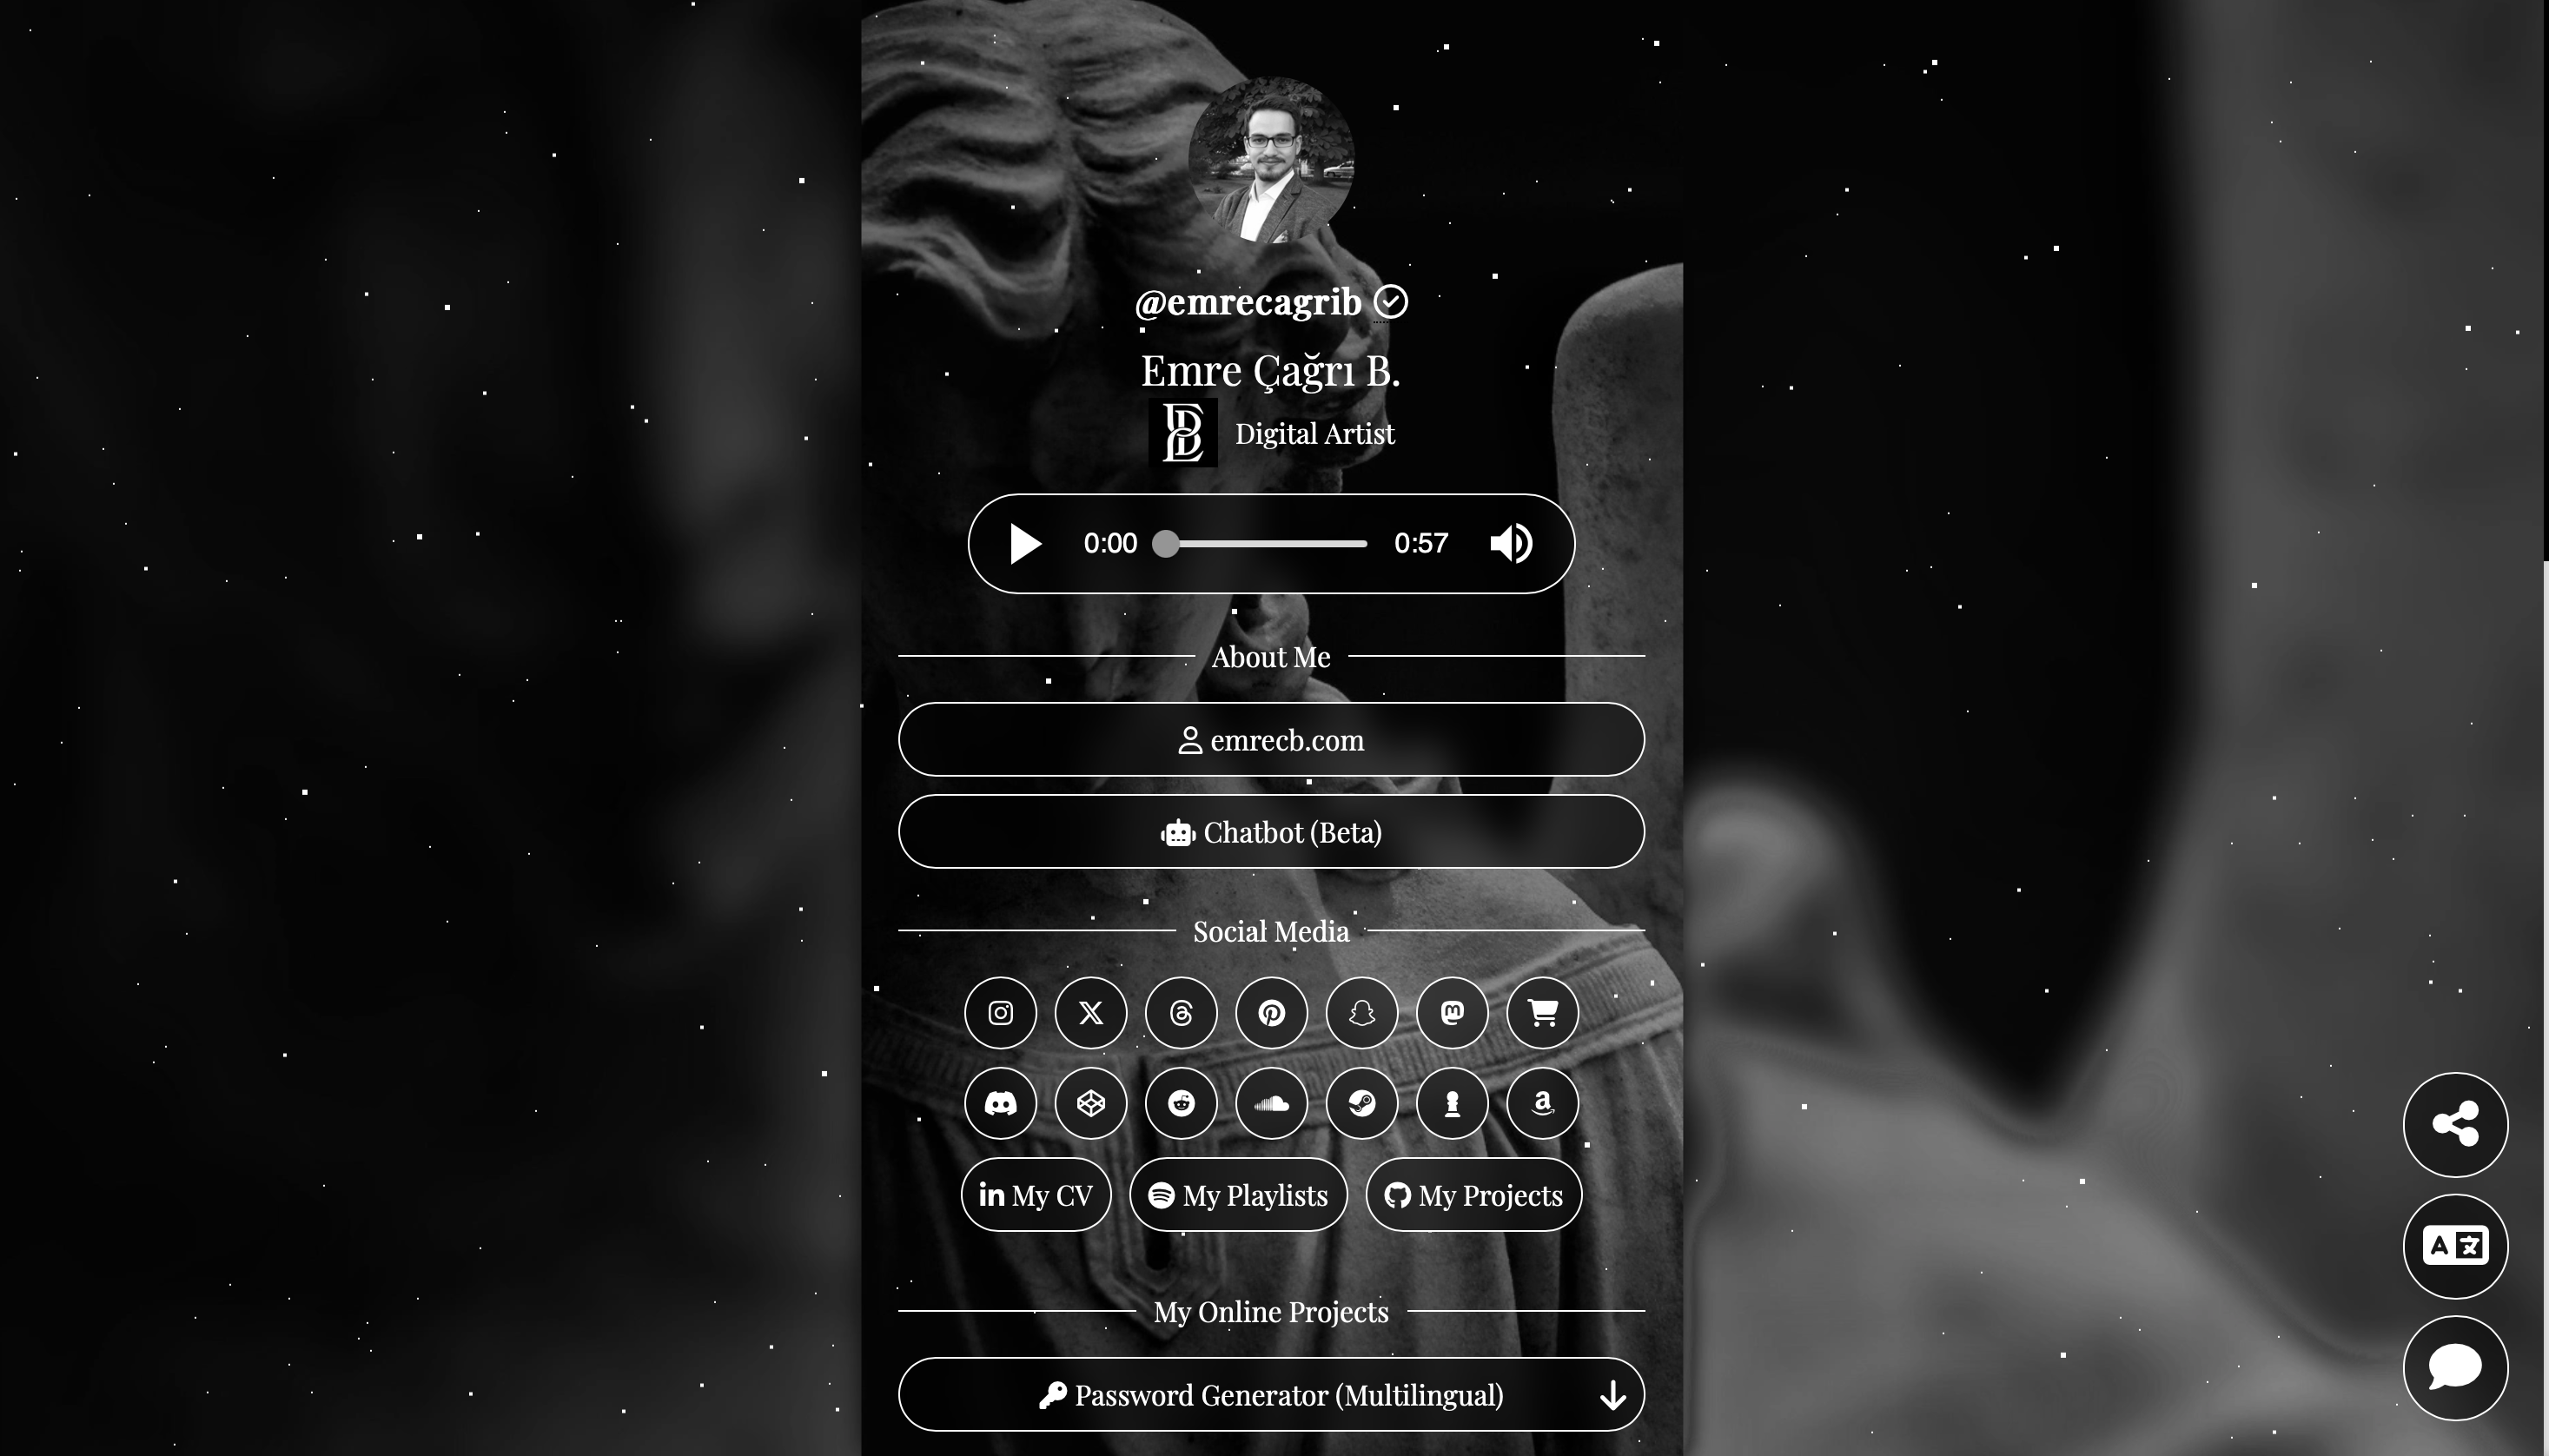 @emrecagrib
Emre Çağrı B.
Digital Artist
0:00 0:57
About Me
emrecb.com
Chatbot (Beta)
Social Media
My CV My Playlists My Projects
My Online Projects
Password Generator (Multilingual)